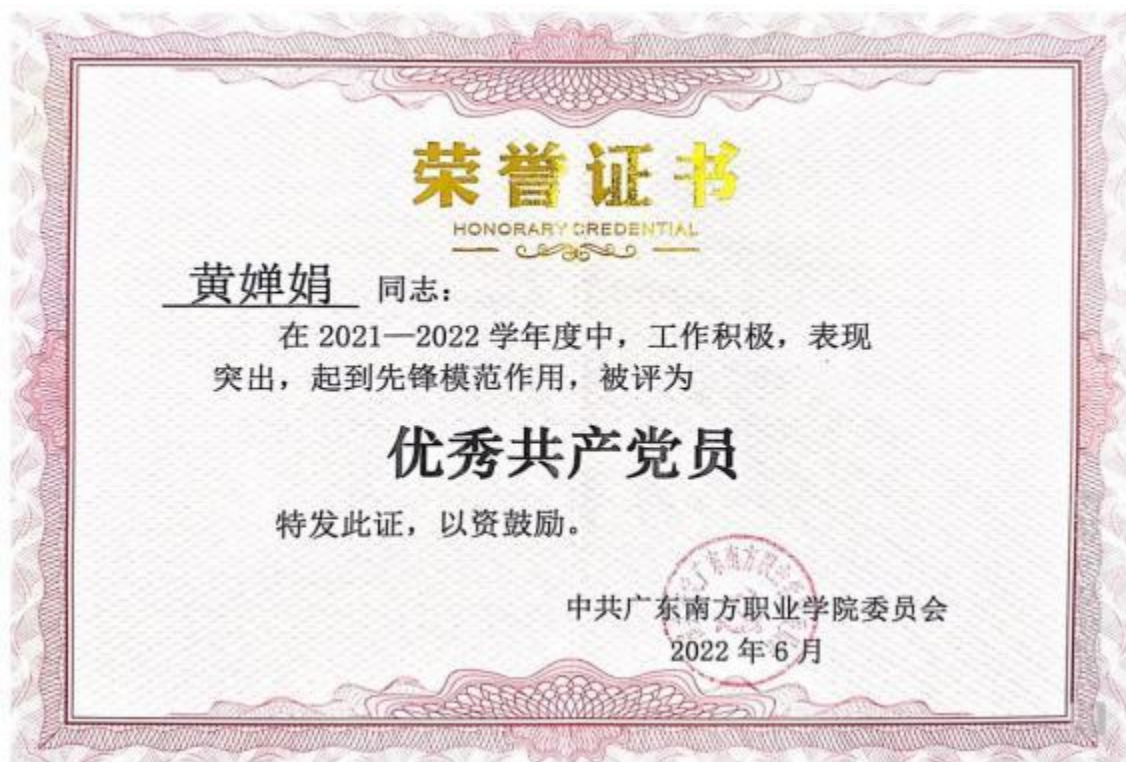 荣誉证书
HONORARY CREDENTIAL
黄婵娟 同志：
在 2021—2022 学年度中，工作积极，表现
突出，起到先锋模范作用，被评为
优秀共产党员
特发此证，以资鼓励。
中共广东南方职业学院委员会
2022 年 6 月